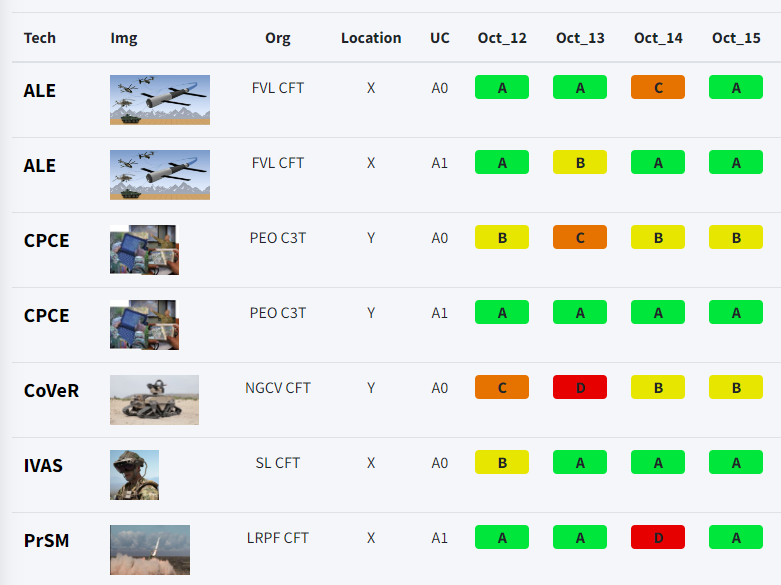 Tech Img Org Location UC Oct_12 Oct_13 Oct_14 Oct_15
ALE FVL CFT X A0 A A C A
ALE FVL CFT X A1 A B A A
CPCE PEO C3T Y A0 B C B B
CPCE PEO C3T Y A1 A A A A
CoVeR NGCV CFT Y A0 C D B B
IVAS SL CFT X A0 B A A A
PrSM LRPF CFT X A1 A A D A